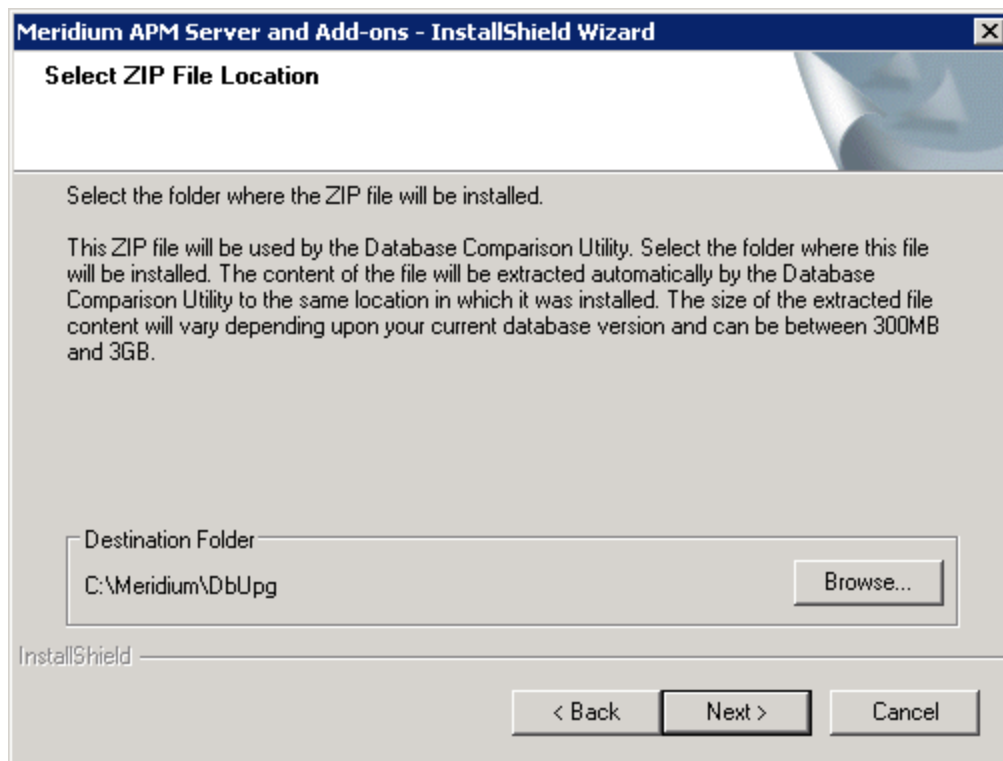 Meridium APM Server and Add-ons - InstallShield Wizard
Select ZIP File Location
Select the folder where the ZIP file will be installed.
This ZIP file will be used by the Database Comparison Utility. Select the folder where this file
will be installed. The content of the file will be extracted automatically by the Database
Comparison Utility to the same location in which it was installed. The size of the extracted file
content will vary depending upon your current database version and can be between 300MB
and 3GB.
Destination Folder
C:\Meridium\DbUpg
Browse...
InstallShield
< Back
Next >
Cancel